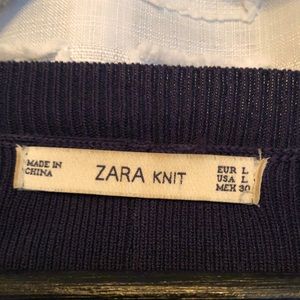 MADE IN
CHINA
ZARA KNIT
EUR L
USA L
MEX 30